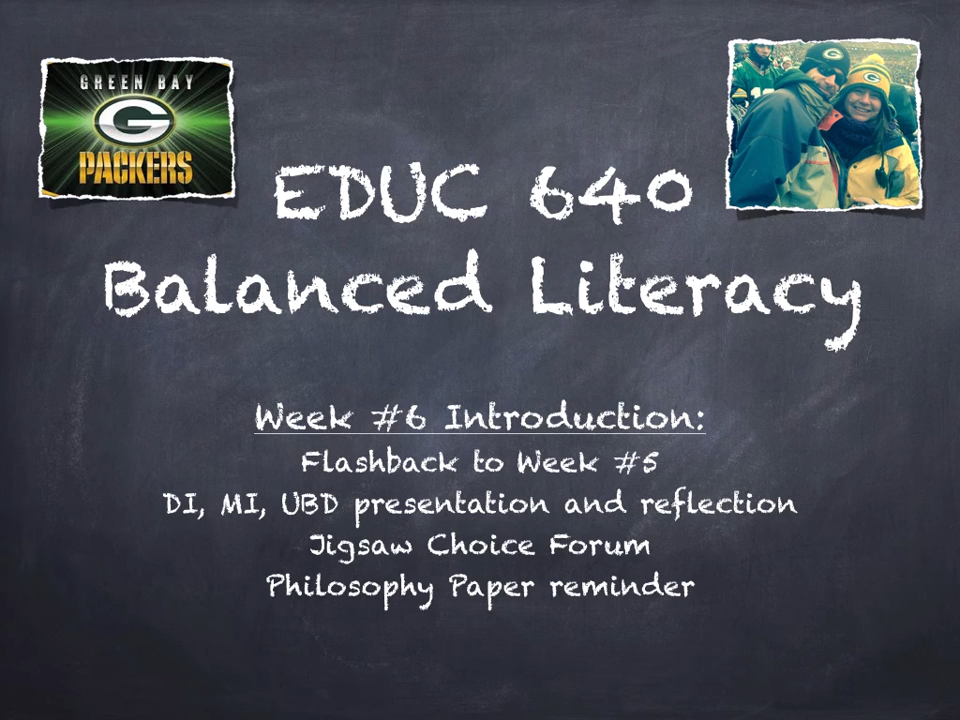 GREEN BAY
G
PACKERS
EDUC 640
Balanced Literacy
Week #6 Introduction:
Flashback to Week #5
DI, MI, UBD presentation and reflection
Jigsaw Choice Forum
Philosophy Paper reminder